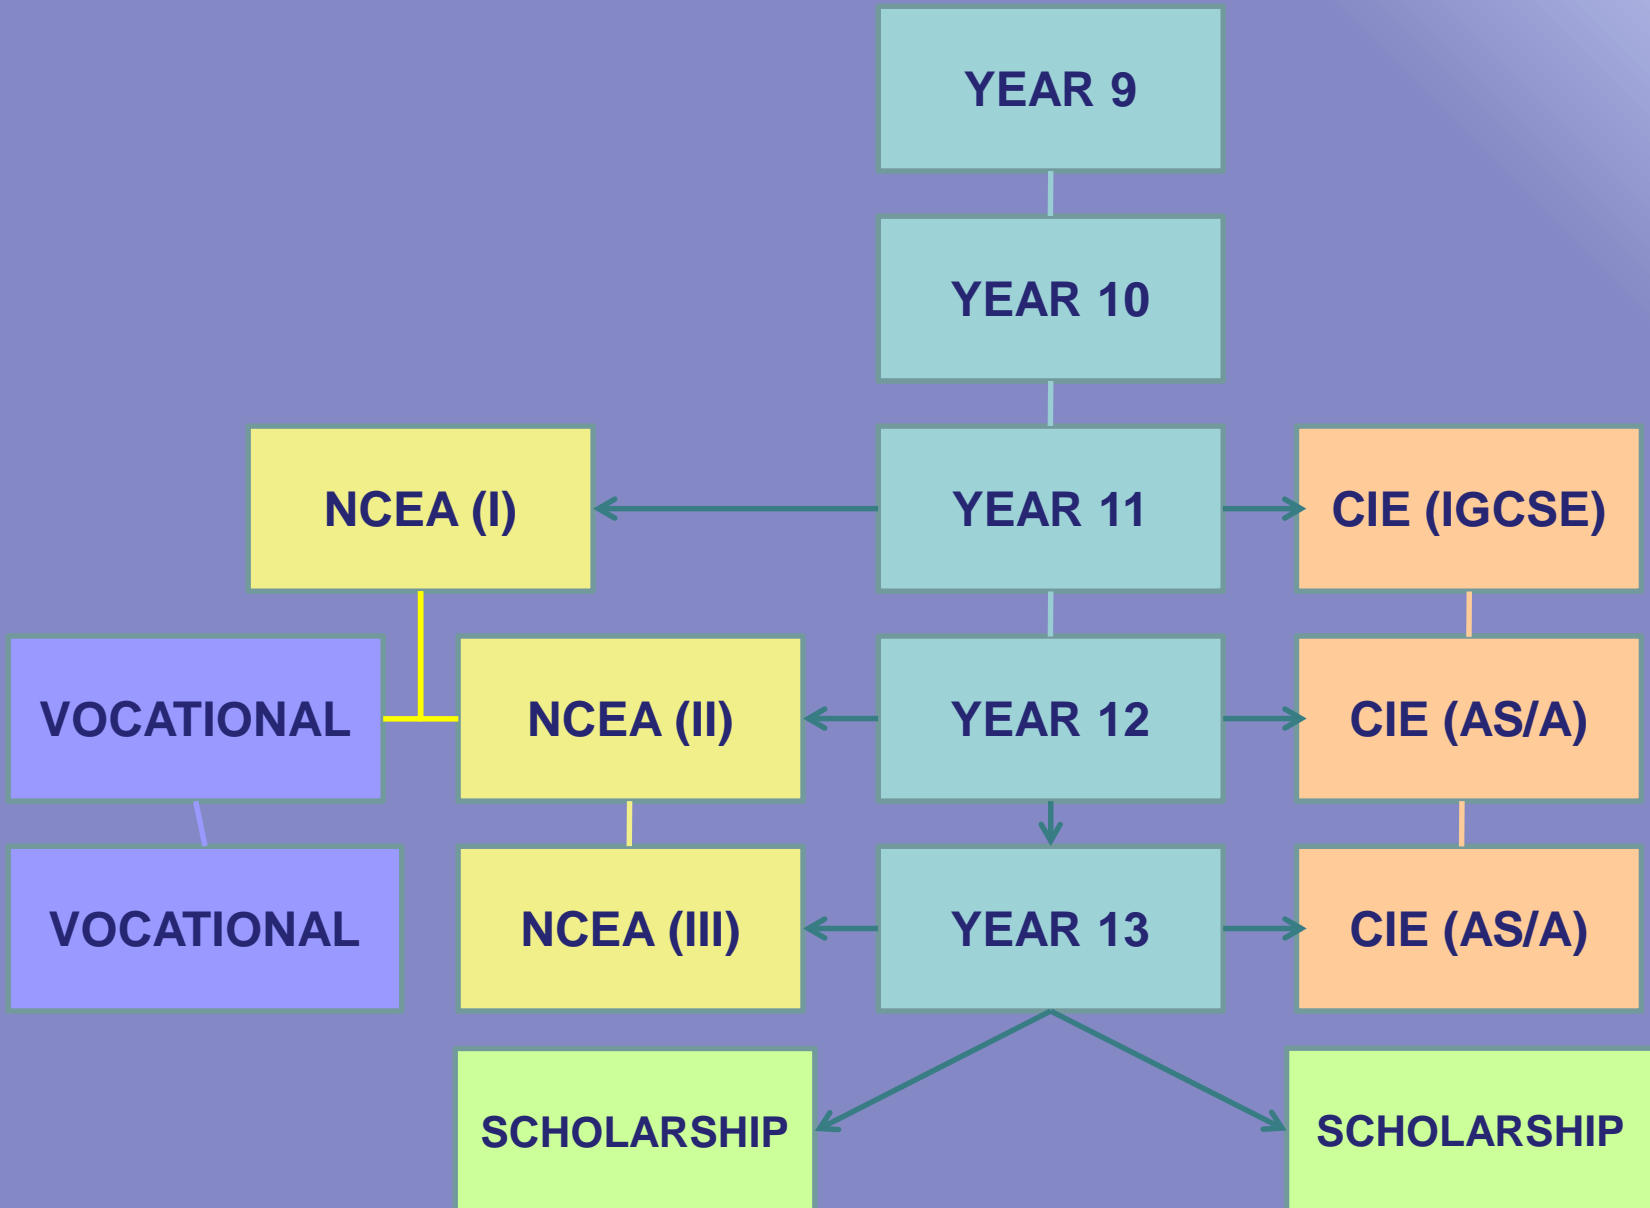 YEAR 9
YEAR 10
NCEA (I)
YEAR 11
CIE (IGCSE)
VOCATIONAL
NCEA (II)
YEAR 12
CIE (AS/A)
VOCATIONAL
NCEA (III)
YEAR 13
CIE (AS/A)
SCHOLARSHIP
SCHOLARSHIP